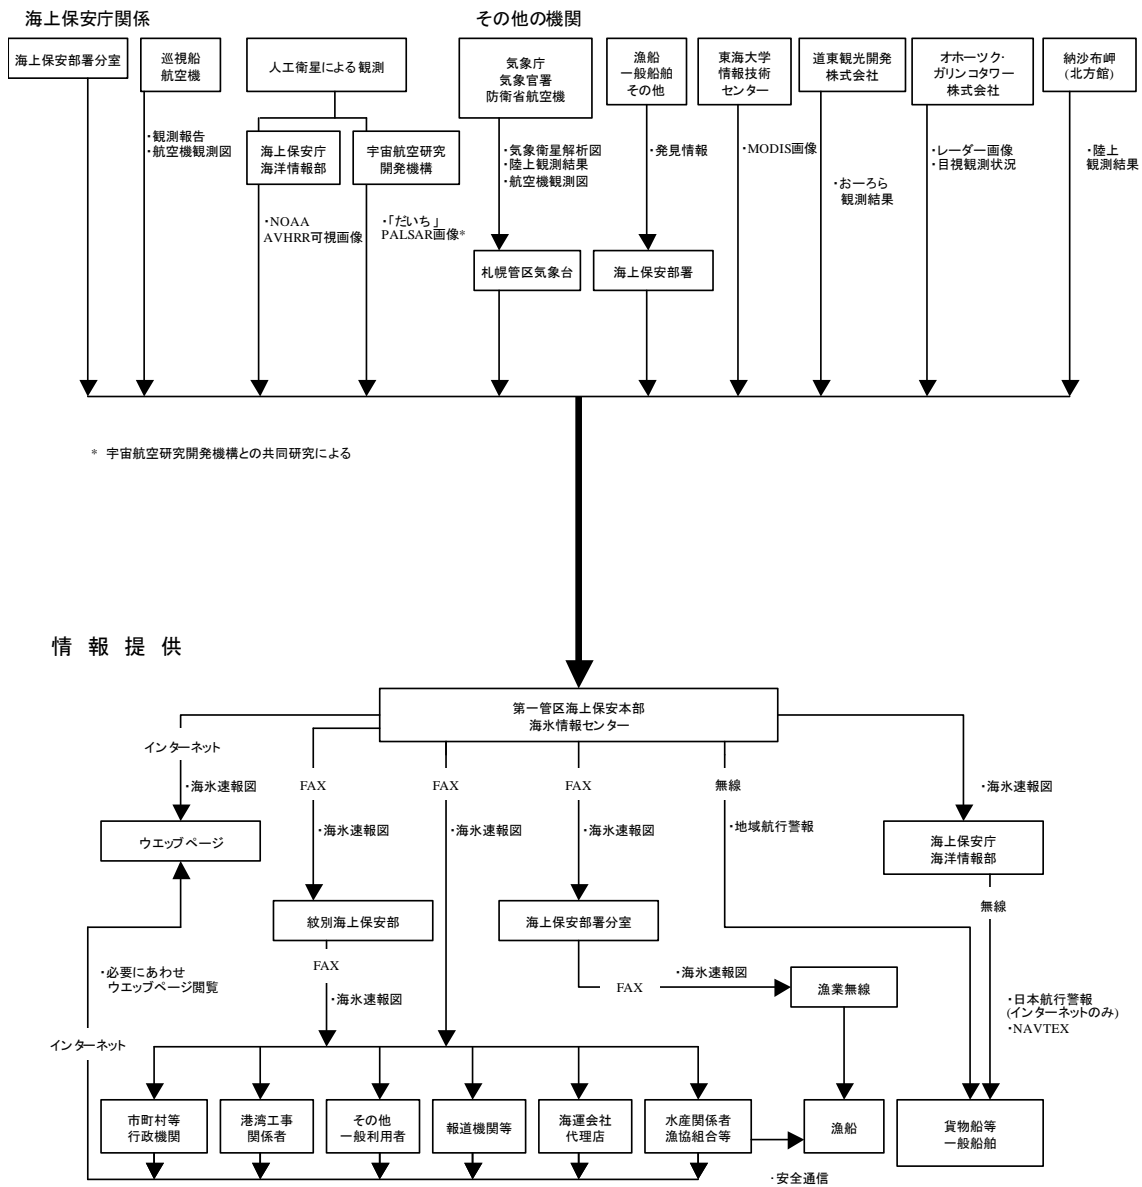 海上保安庁関係
その他の機関
海上保安部署分室
巡視船
航空機
人工衛星による観測
気象庁
気象官署
防衛省航空機
漁船
一般船舶
その他
東海大学
情報技術
センター
道東観光開発
株式会社
オホーツク・
ガリンコタワー
株式会社
納沙布岬
(北方館)
・観測報告
・航空機観測図
海上保安庁
海洋情報部
宇宙航空研究
開発機構
・気象衛星解析図
・陸上観測結果
・航空機観測図
・発見情報
・MODIS画像
・おーろら
観測結果
・レーダー画像
・目視観測状況
・陸上
観測結果
・NOAA
AVHRR可視画像
・「だいち」
PALSAR画像*
札幌管区気象台
海上保安部署
* 宇宙航空研究開発機構との共同研究による
情 報 提 供
第一管区海上保安本部
海氷情報センター
インターネット
・海氷速報図
FAX
・海氷速報図
FAX
・海氷速報図
FAX
・海氷速報図
無線
・地域航行警報
・海氷速報図
ウエッブページ
海上保安庁
海洋情報部
紋別海上保安部
海上保安部署分室
無線
・必要にあわせ
ウエッブページ閲覧
FAX
・海氷速報図
FAX
・海氷速報図
漁業無線
・日本航行警報
(インターネットのみ)
・NAVTEX
インターネット
市町村等
行政機関
港湾工事
関係者
その他
一般利用者
報道機関等
海運会社
代理店
水産関係者
漁協組合等
漁船
貨物船等
一般船舶
・安全通信